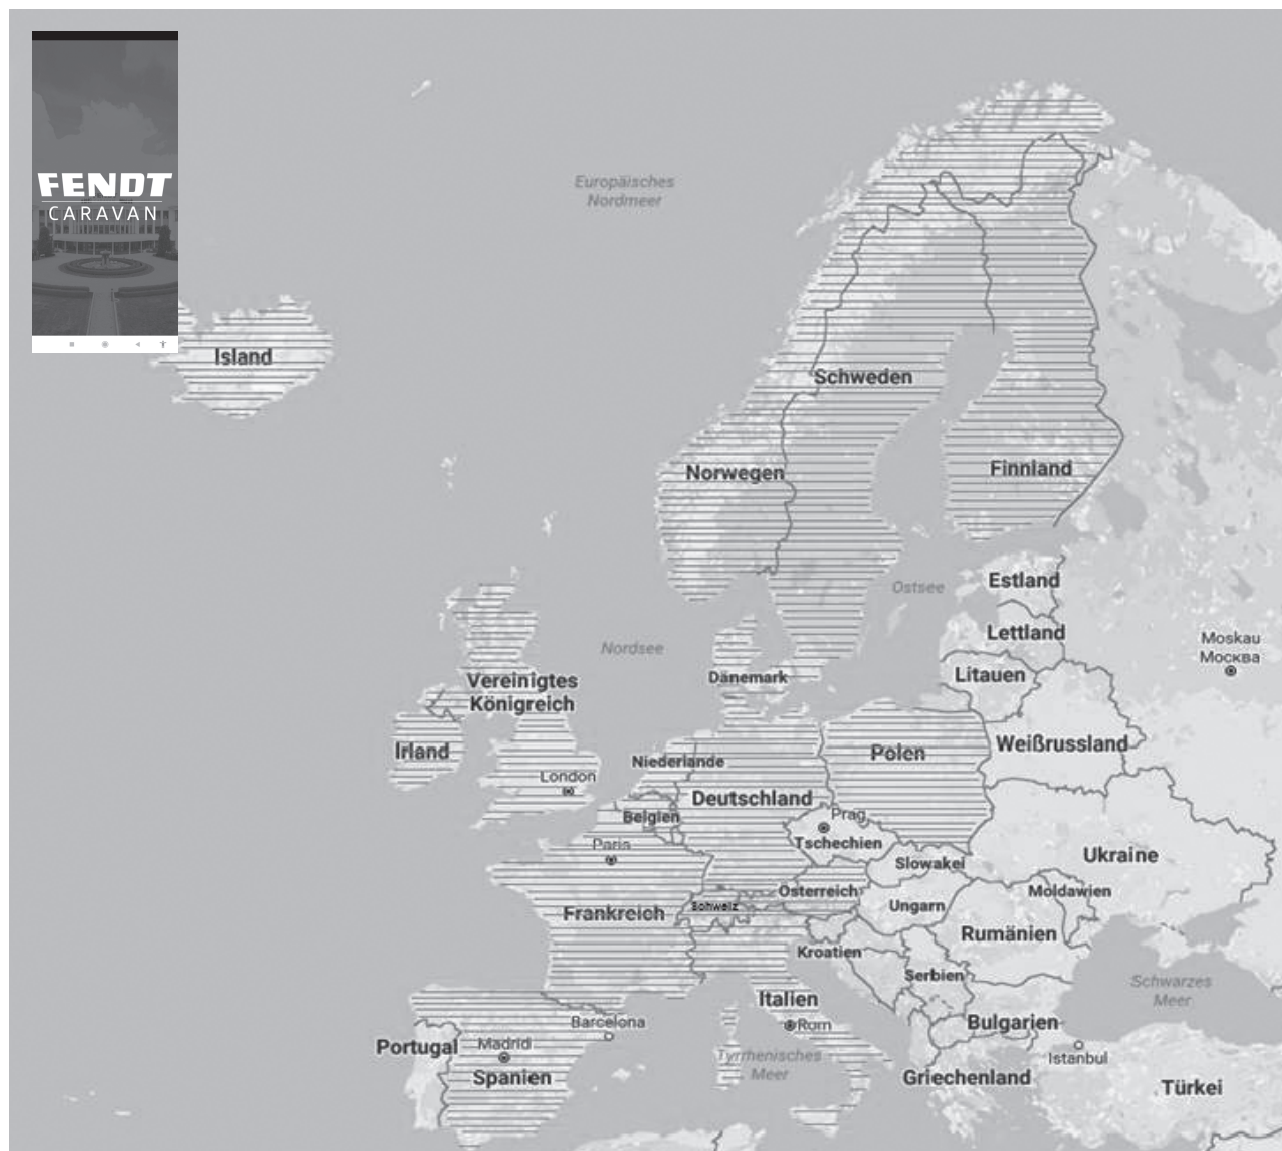 FENDT
CARAVAN
Europäisches
Nordmeer
Island
Schweden
Norwegen
Finnland
Estland
Ostsee
Lettland
Moskau
Москва
Nordsee
Litauen
Dänemark
Vereinigtes
Königreich
Weißrussland
Irland
Polen
Niederlande
London
Deutschland
Belgien
Prag
Paris
Tschechien
Ukraine
Slowakei
Österreich
Moldawien
Schweiz
Ungarn
Frankreich
Rumänien
Kroatien
Serbien
Schwarzes
Meer
Italien
Barcelona
Rom
Bulgarien
Portugal
Madrid
Istanbul
Tyrrhenisches
Meer
Spanien
Griechenland
Türkei